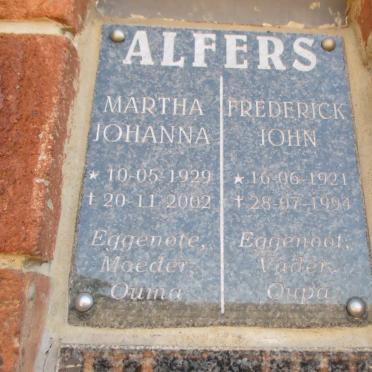 ALFERS
MARTHA
JOHANNA
★ 10-05-1929
† 20-11-2002
Eggenote,
Moeder,
Ouma
FREDERICK
JOHN
★ 16-06-1921
† 28-07-1994
Eggenoot,
Vader,
Oupa